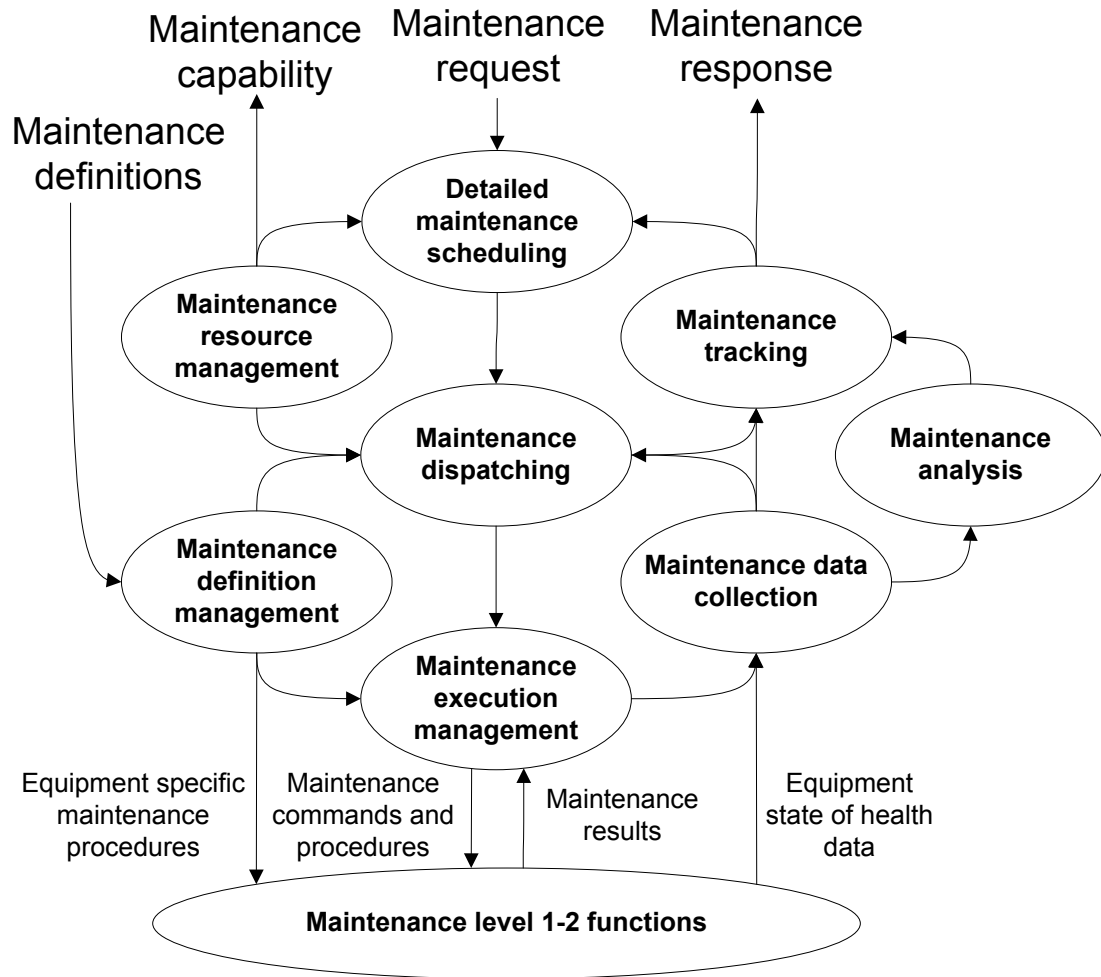 Maintenance
capability
Maintenance
request
Maintenance
response
Maintenance
definitions
Detailed
maintenance
scheduling
Maintenance
resource
management
Maintenance
tracking
Maintenance
dispatching
Maintenance
analysis
Maintenance
definition
management
Maintenance data
collection
Maintenance
execution
management
Equipment specific
maintenance
procedures
Maintenance
commands and
procedures
Maintenance
results
Equipment
state of health
data
Maintenance level 1-2 functions